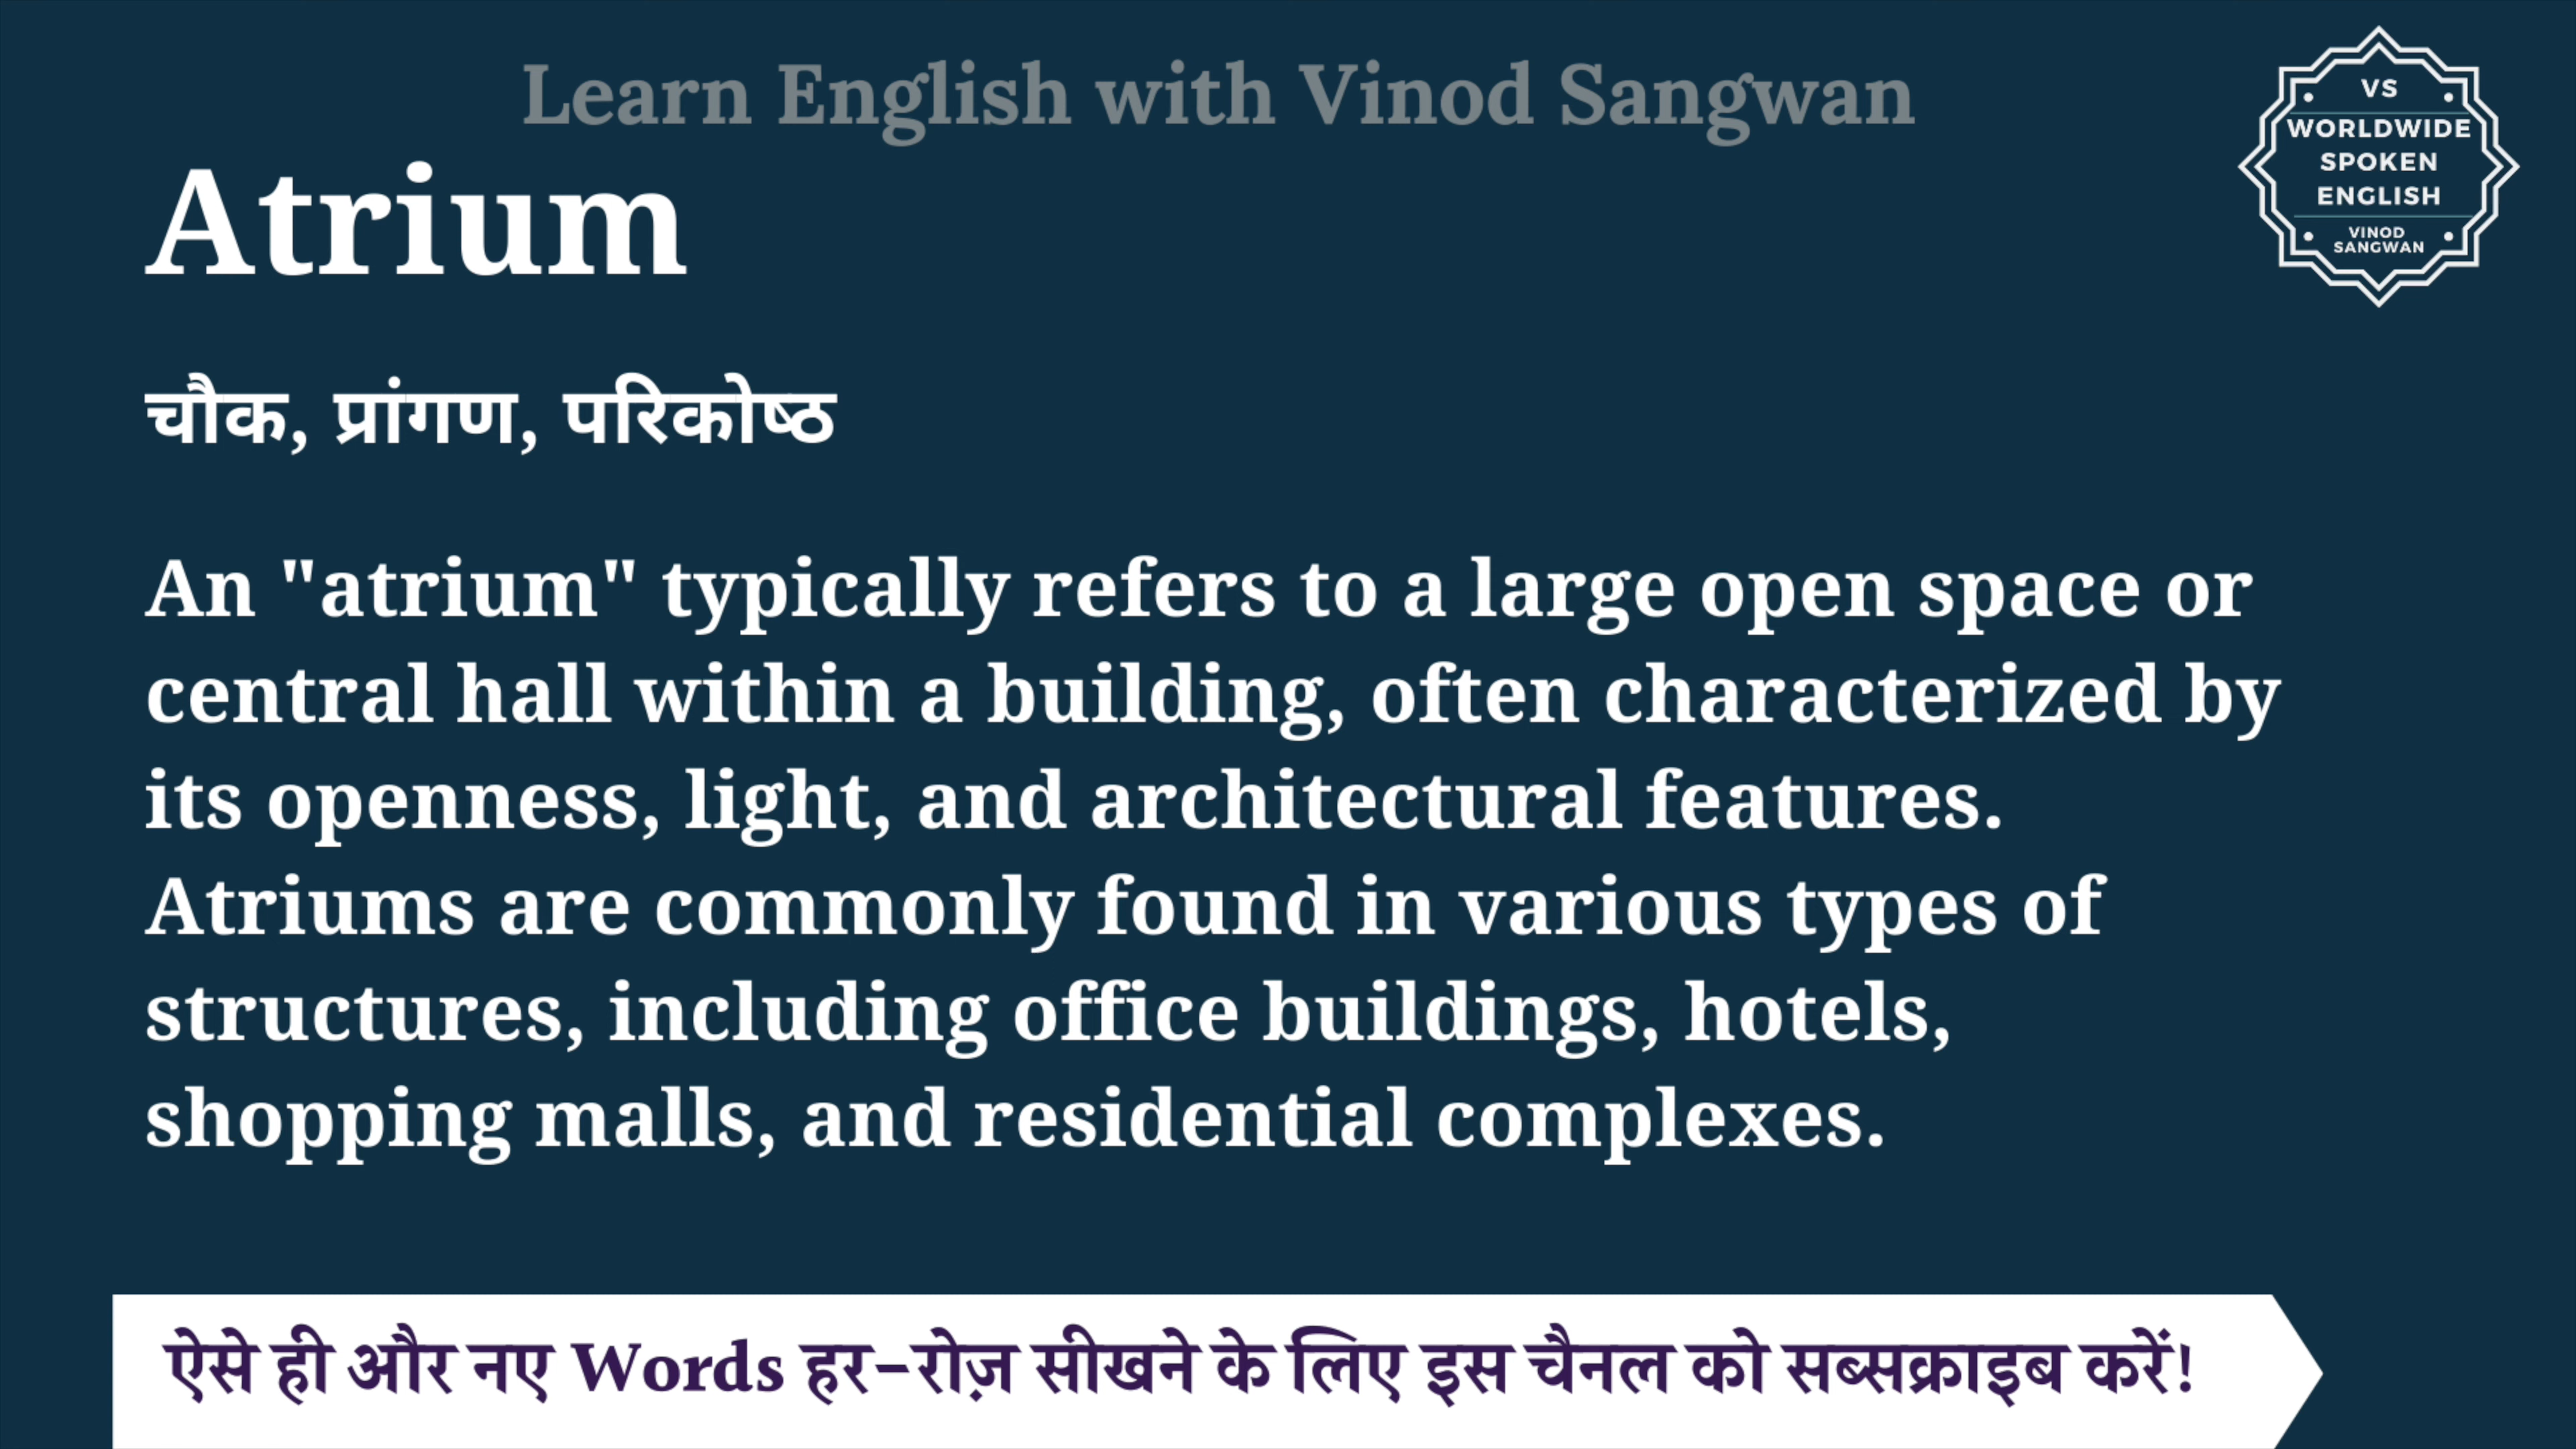 Learn English with Vinod Sangwan
VS
WORLDWIDE
SPOKEN
ENGLISH
VINOD
SANGWAN
Atrium
चौक, प्रांगण, परिकोष्ठ
An "atrium" typically refers to a large open space or
central hall within a building, often characterized by
its openness, light, and architectural features.
Atriums are commonly found in various types of
structures, including office buildings, hotels,
shopping malls, and residential complexes.
ऐसे ही और नए Words हर-रोज़ सीखने के लिए इस चैनल को सब्सक्राइब करें!